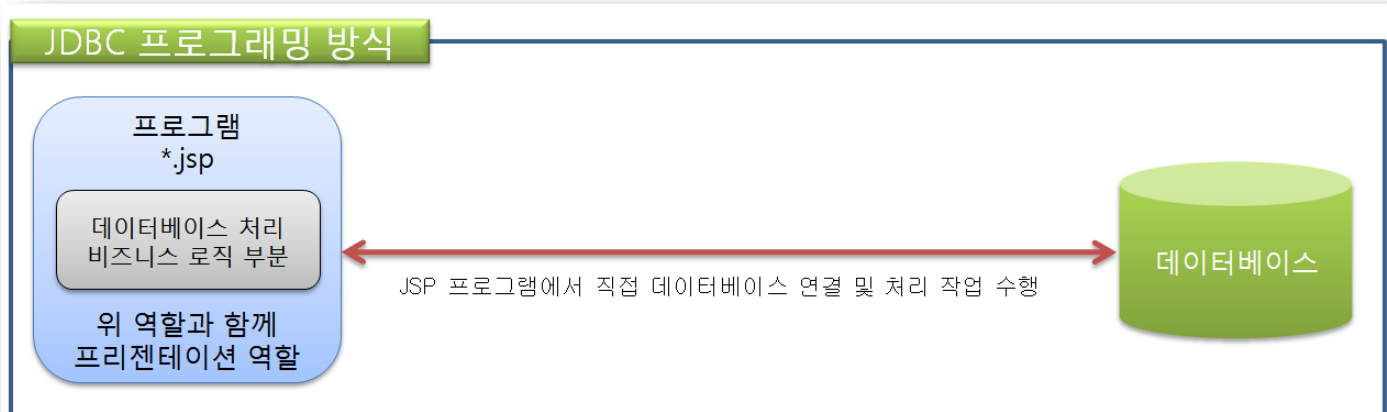 JDBC 프로그래밍 방식
프로그램
*.jsp
데이터베이스 처리
비즈니스 로직 부분
위 역할과 함께
프리젠테이션 역할
JSP 프로그램에서 직접 데이터베이스 연결 및 처리 작업 수행
데이터베이스